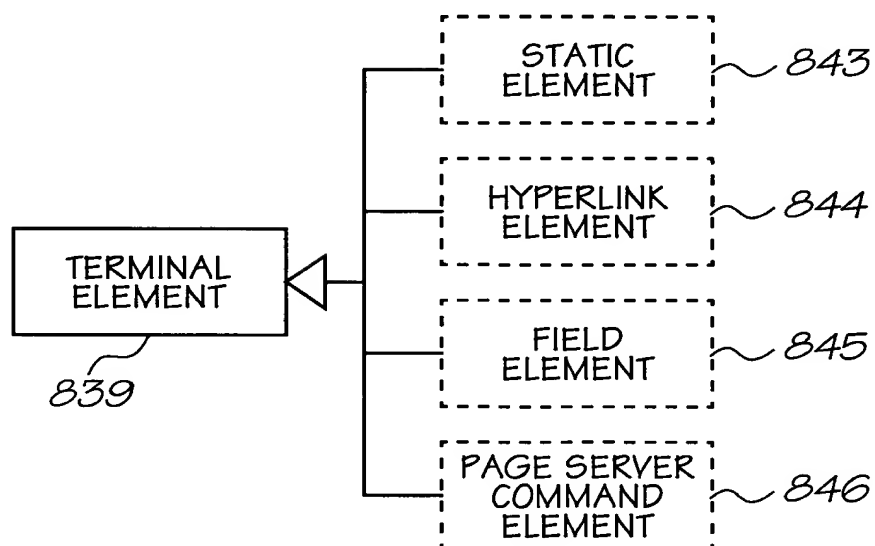 STATIC
ELEMENT
843
HYPERLINK
ELEMENT
844
TERMINAL
ELEMENT
839
FIELD
ELEMENT
845
PAGE SERVER
COMMAND
ELEMENT
846